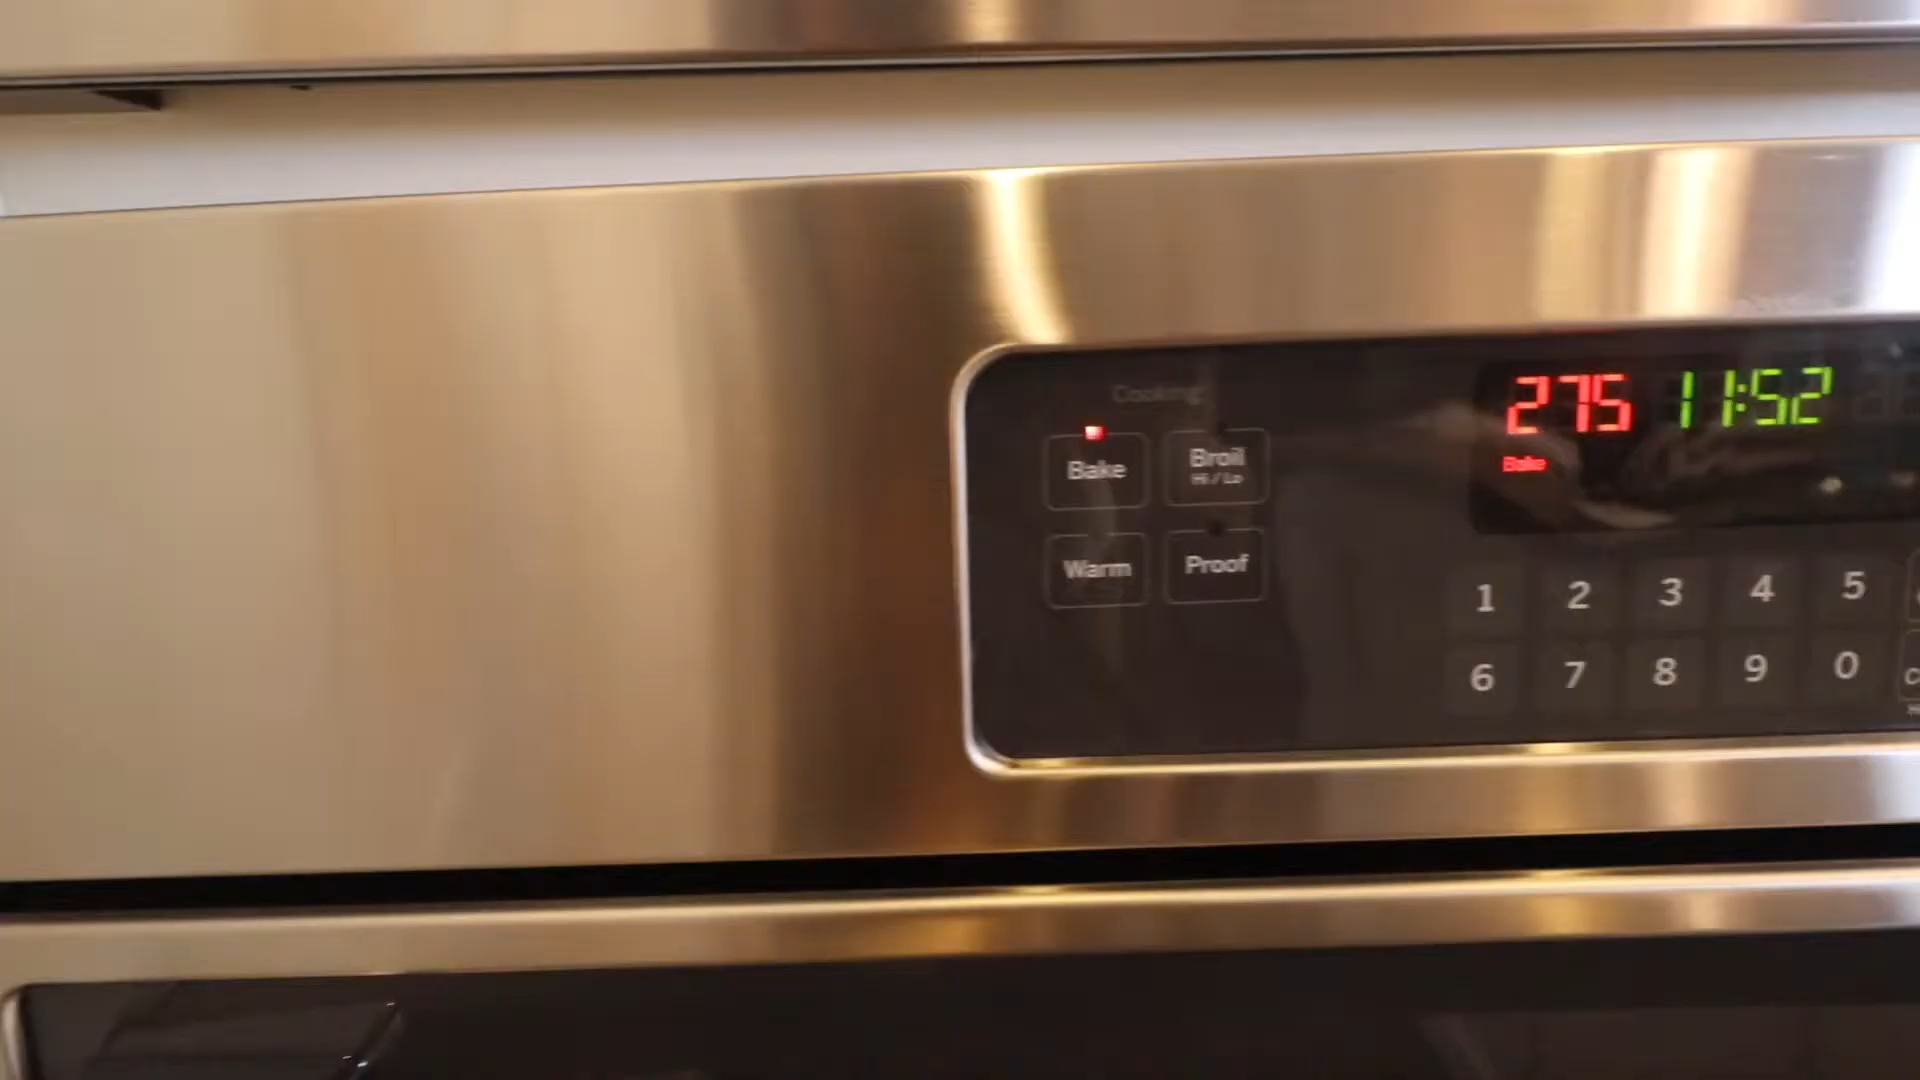 Cooking
Bake
Broil
Hi / Lo
Warm
Proof
275 11:52
Bake
1 2 3 4 5
6 7 8 9 0